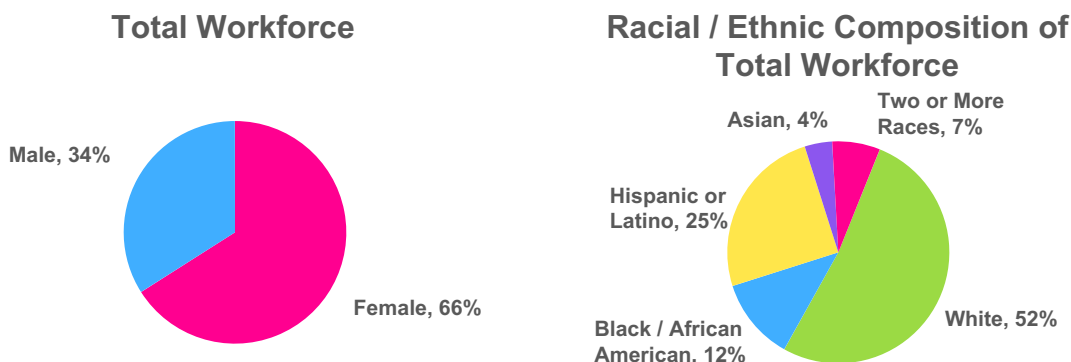 Total Workforce
Male, 34%
Female, 66%
Racial / Ethnic Composition of
Total Workforce
Two or More
Races, 7%
Asian, 4%
Hispanic or
Latino, 25%
White, 52%
Black / African
American, 12%